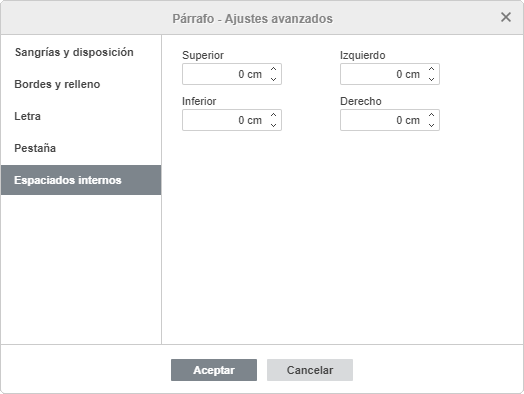 Párrafo - Ajustes avanzados
Sangrías y disposición
Bordes y relleno
Letra
Pestaña
Espaciados internos
Superior
Izquierdo
0 cm
0 cm
Inferior
Derecho
0 cm
0 cm
Aceptar
Cancelar